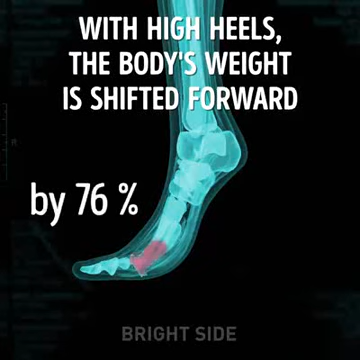 WITH HIGH HEELS,
THE BODY'S WEIGHT
IS SHIFTED FORWARD
by 76 %
BRIGHT SIDE